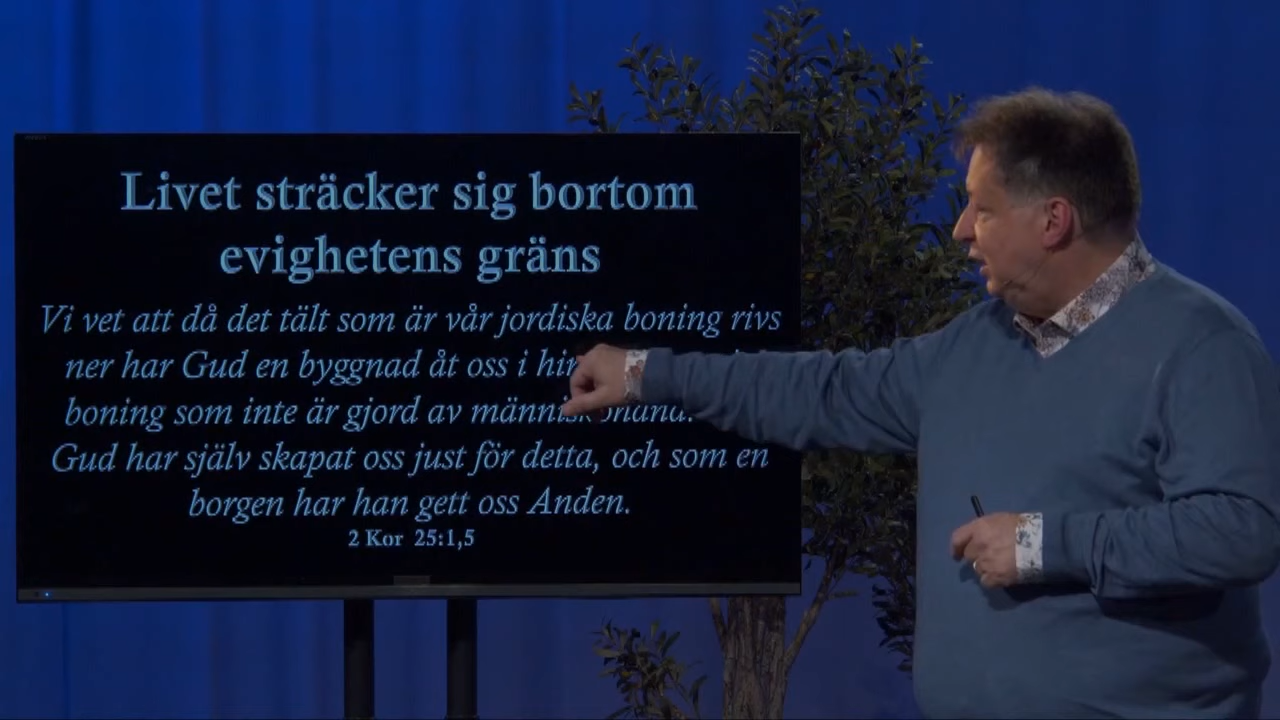 Livet sträcker sig bortom
evighetens gräns
Vi vet att då det tält som är vår jordiska boning rivs
ner har Gud en byggnad åt oss i
boning som inte är gjord av
Gud har själv skapat oss just för detta, och som en
borgen har han gett oss Anden.
2 Kor 25:1,5